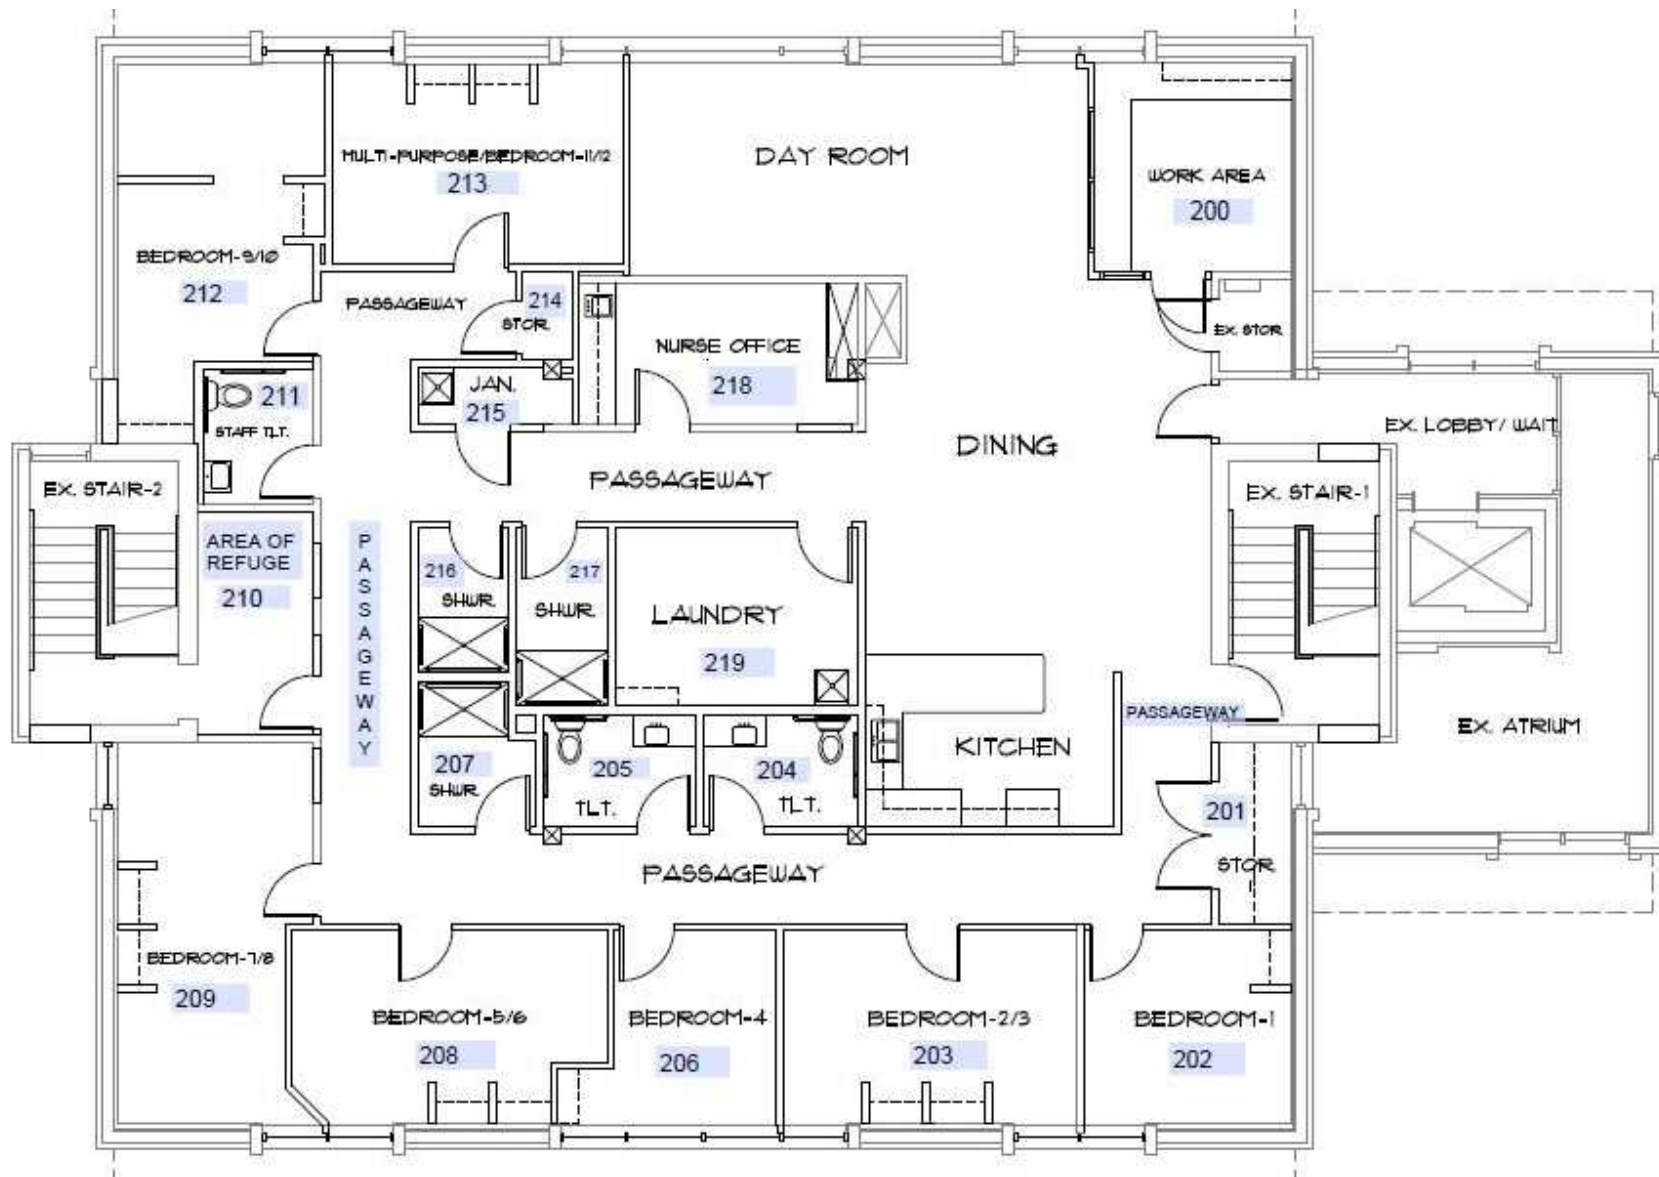 MULTI-PURPOSE/BEDROOM-11/12
213
DAY ROOM
WORK AREA
200
BEDROOM-9/10
212
PASSAGEWAY
214
STOR.
EX. STOR.
NURSE OFFICE
218
JAN.
215
211
STAFF TLT.
EX. LOBBY/ WAIT
DINING
PASSAGEWAY
EX. STAIR-2
EX. STAIR-1
AREA OF
REFUGE
210
PASSAGEWAY
216
SHWR.
217
SHWR.
LAUNDRY
219
PASSAGEWAY
EX. ATRIUM
KITCHEN
207
SHWR.
205
TLT.
204
TLT.
201
STOR.
PASSAGEWAY
BEDROOM-7/8
209
BEDROOM-5/6
208
BEDROOM-4
206
BEDROOM-2/3
203
BEDROOM-1
202